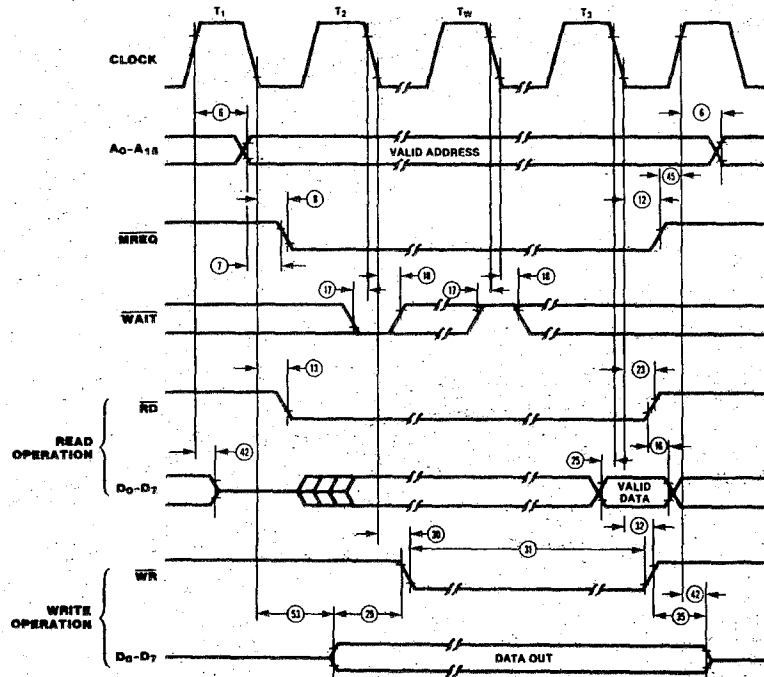 T1 T2 TW T3
CLOCK
6 6
A0-A15 VALID ADDRESS
45
8 12
MREQ
7
17 18 17 18
WAIT
13 23
RD
READ OPERATION
42 25 16
D0-D7 VALID DATA
30 32
31
WR
WRITE OPERATION
42
53 29 35
D0-D7 DATA OUT